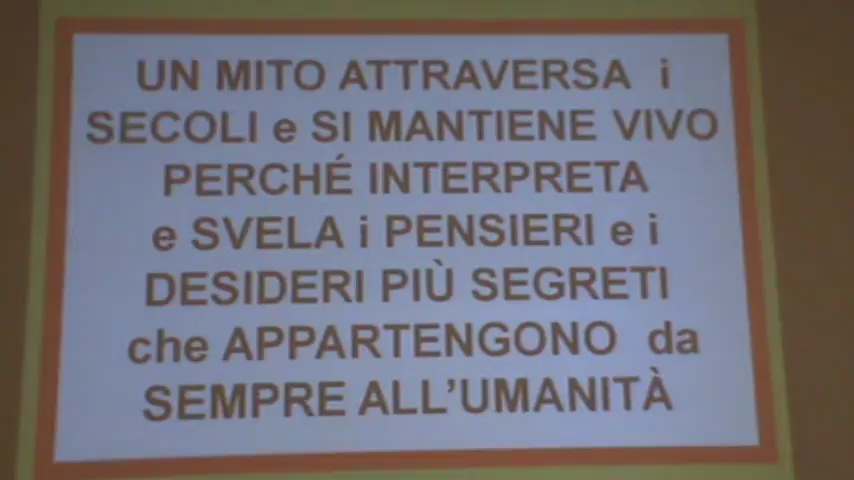 UN MITO ATTRAVERSA i
SECOLI e SI MANTIENE VIVO
PERCHÉ INTERPRETA
e SVELA i PENSIERI e i
DESIDERI PIÙ SEGRETI
che APPARTENGONO da
SEMPRE ALL'UMANITÀ